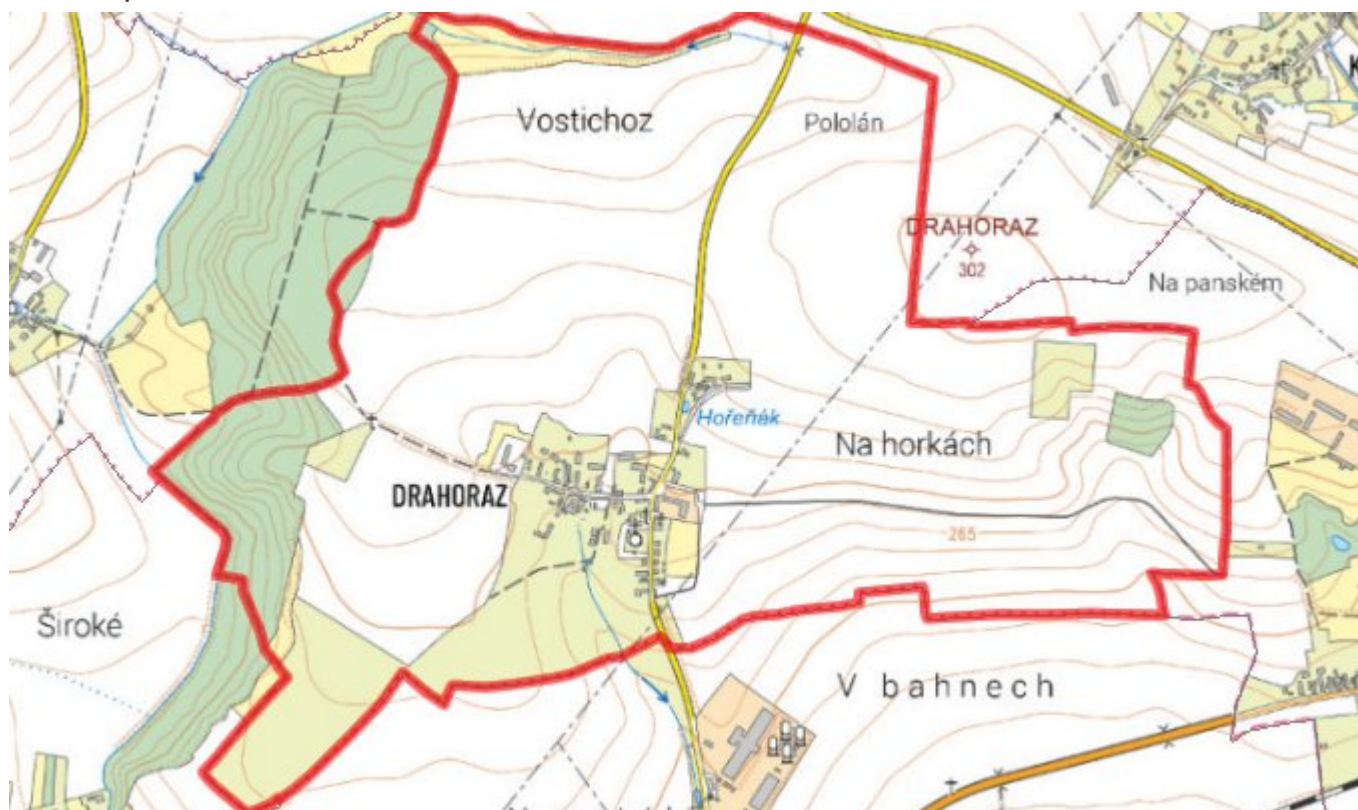 Vostichoz
Pololán
DRAHORAZ
302
Na panském
Hořeňák
Na horkách
DRAHORAZ
265
Široké
V bahnech